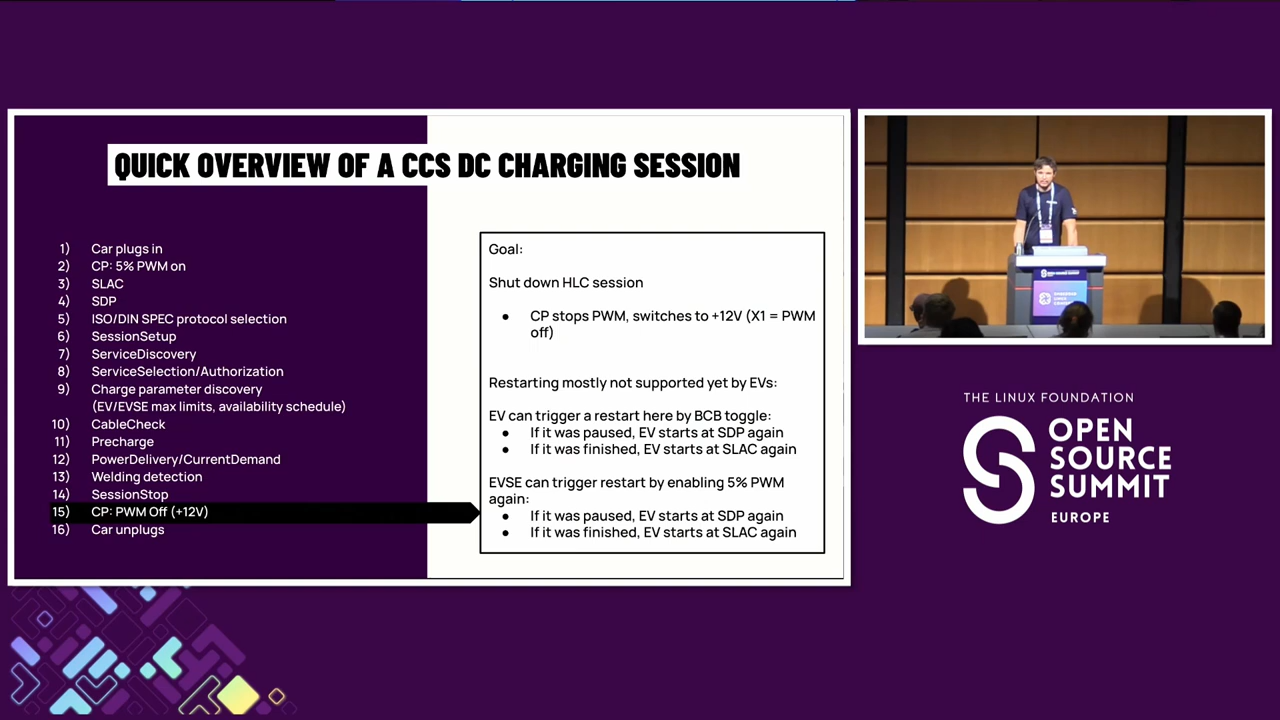 QUICK OVERVIEW OF A CCS DC CHARGING SESSION
1) Car plugs in
2) CP: 5% PWM on
3) SLAC
4) SDP
5) ISO/DIN SPEC protocol selection
6) SessionSetup
7) ServiceDiscovery
8) ServiceSelection/Authorization
9) Charge parameter discovery
(EV/EVSE max limits, availability schedule)
10) CableCheck
11) Precharge
12) PowerDelivery/CurrentDemand
13) Welding detection
14) SessionStop
15) CP: PWM Off (+12V)
16) Car unplugs
Goal:
Shut down HLC session
● CP stops PWM, switches to +12V (X1 = PWM
off)
Restarting mostly not supported yet by EVs:
EV can trigger a restart here by BCB toggle:
● If it was paused, EV starts at SDP again
● If it was finished, EV starts at SLAC again
EVSE can trigger restart by enabling 5% PWM
again:
● If it was paused, EV starts at SDP again
● If it was finished, EV starts at SLAC again
THE LINUX FOUNDATION
OPEN
SOURCE
SUMMIT
EUROPE